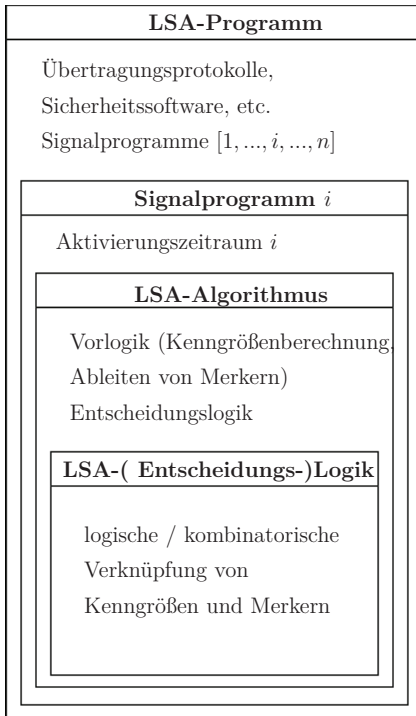 LSA-Programm
Übertragungsprotokolle,
Sicherheitssoftware, etc.
Signalprogramme [1, ..., i, ..., n]
Signalprogramm i
Aktivierungszeitraum i
LSA-Algorithmus
Vorlogik (Kenngrößenberechnung,
Ableiten von Merkern)
Entscheidungslogik
LSA-( Entscheidungs-)Logik
logische / kombinatorische
Verknüpfung von
Kenngrößen und Merkern